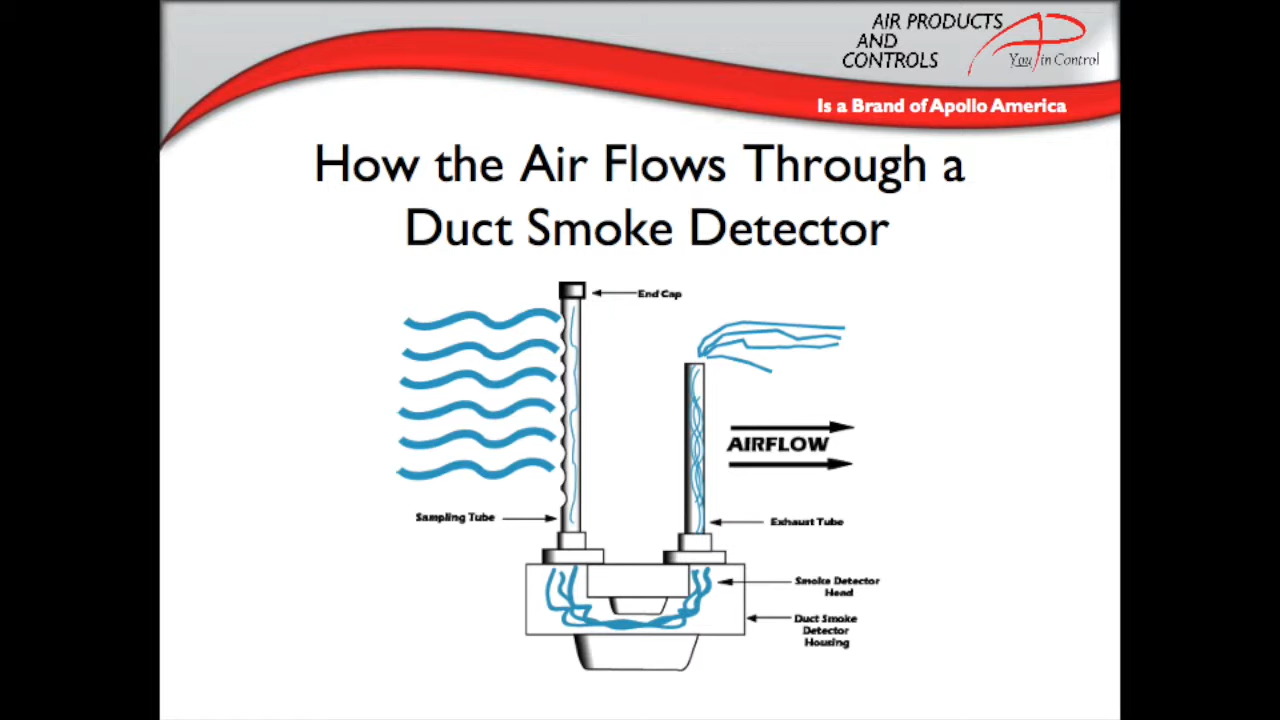 AIR PRODUCTS
AND
CONTROLS
You in Control
Is a Brand of Apollo America
How the Air Flows Through a
Duct Smoke Detector
End Cap
AIRFLOW
Sampling Tube
Exhaust Tube
Smoke Detector
Head
Duct Smoke
Detector
Housing